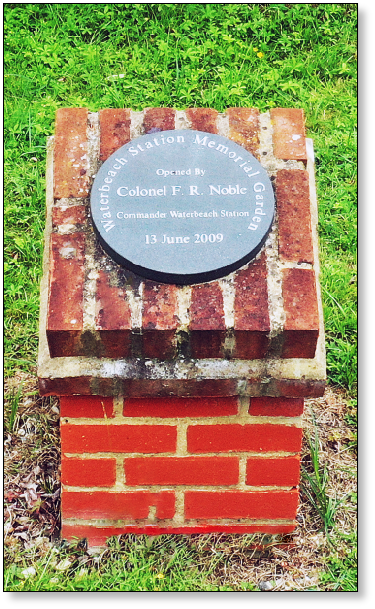 Waterbeach Station Memorial Garden
Opened By
Colonel F. R. Noble
Commander Waterbeach Station
13 June 2009